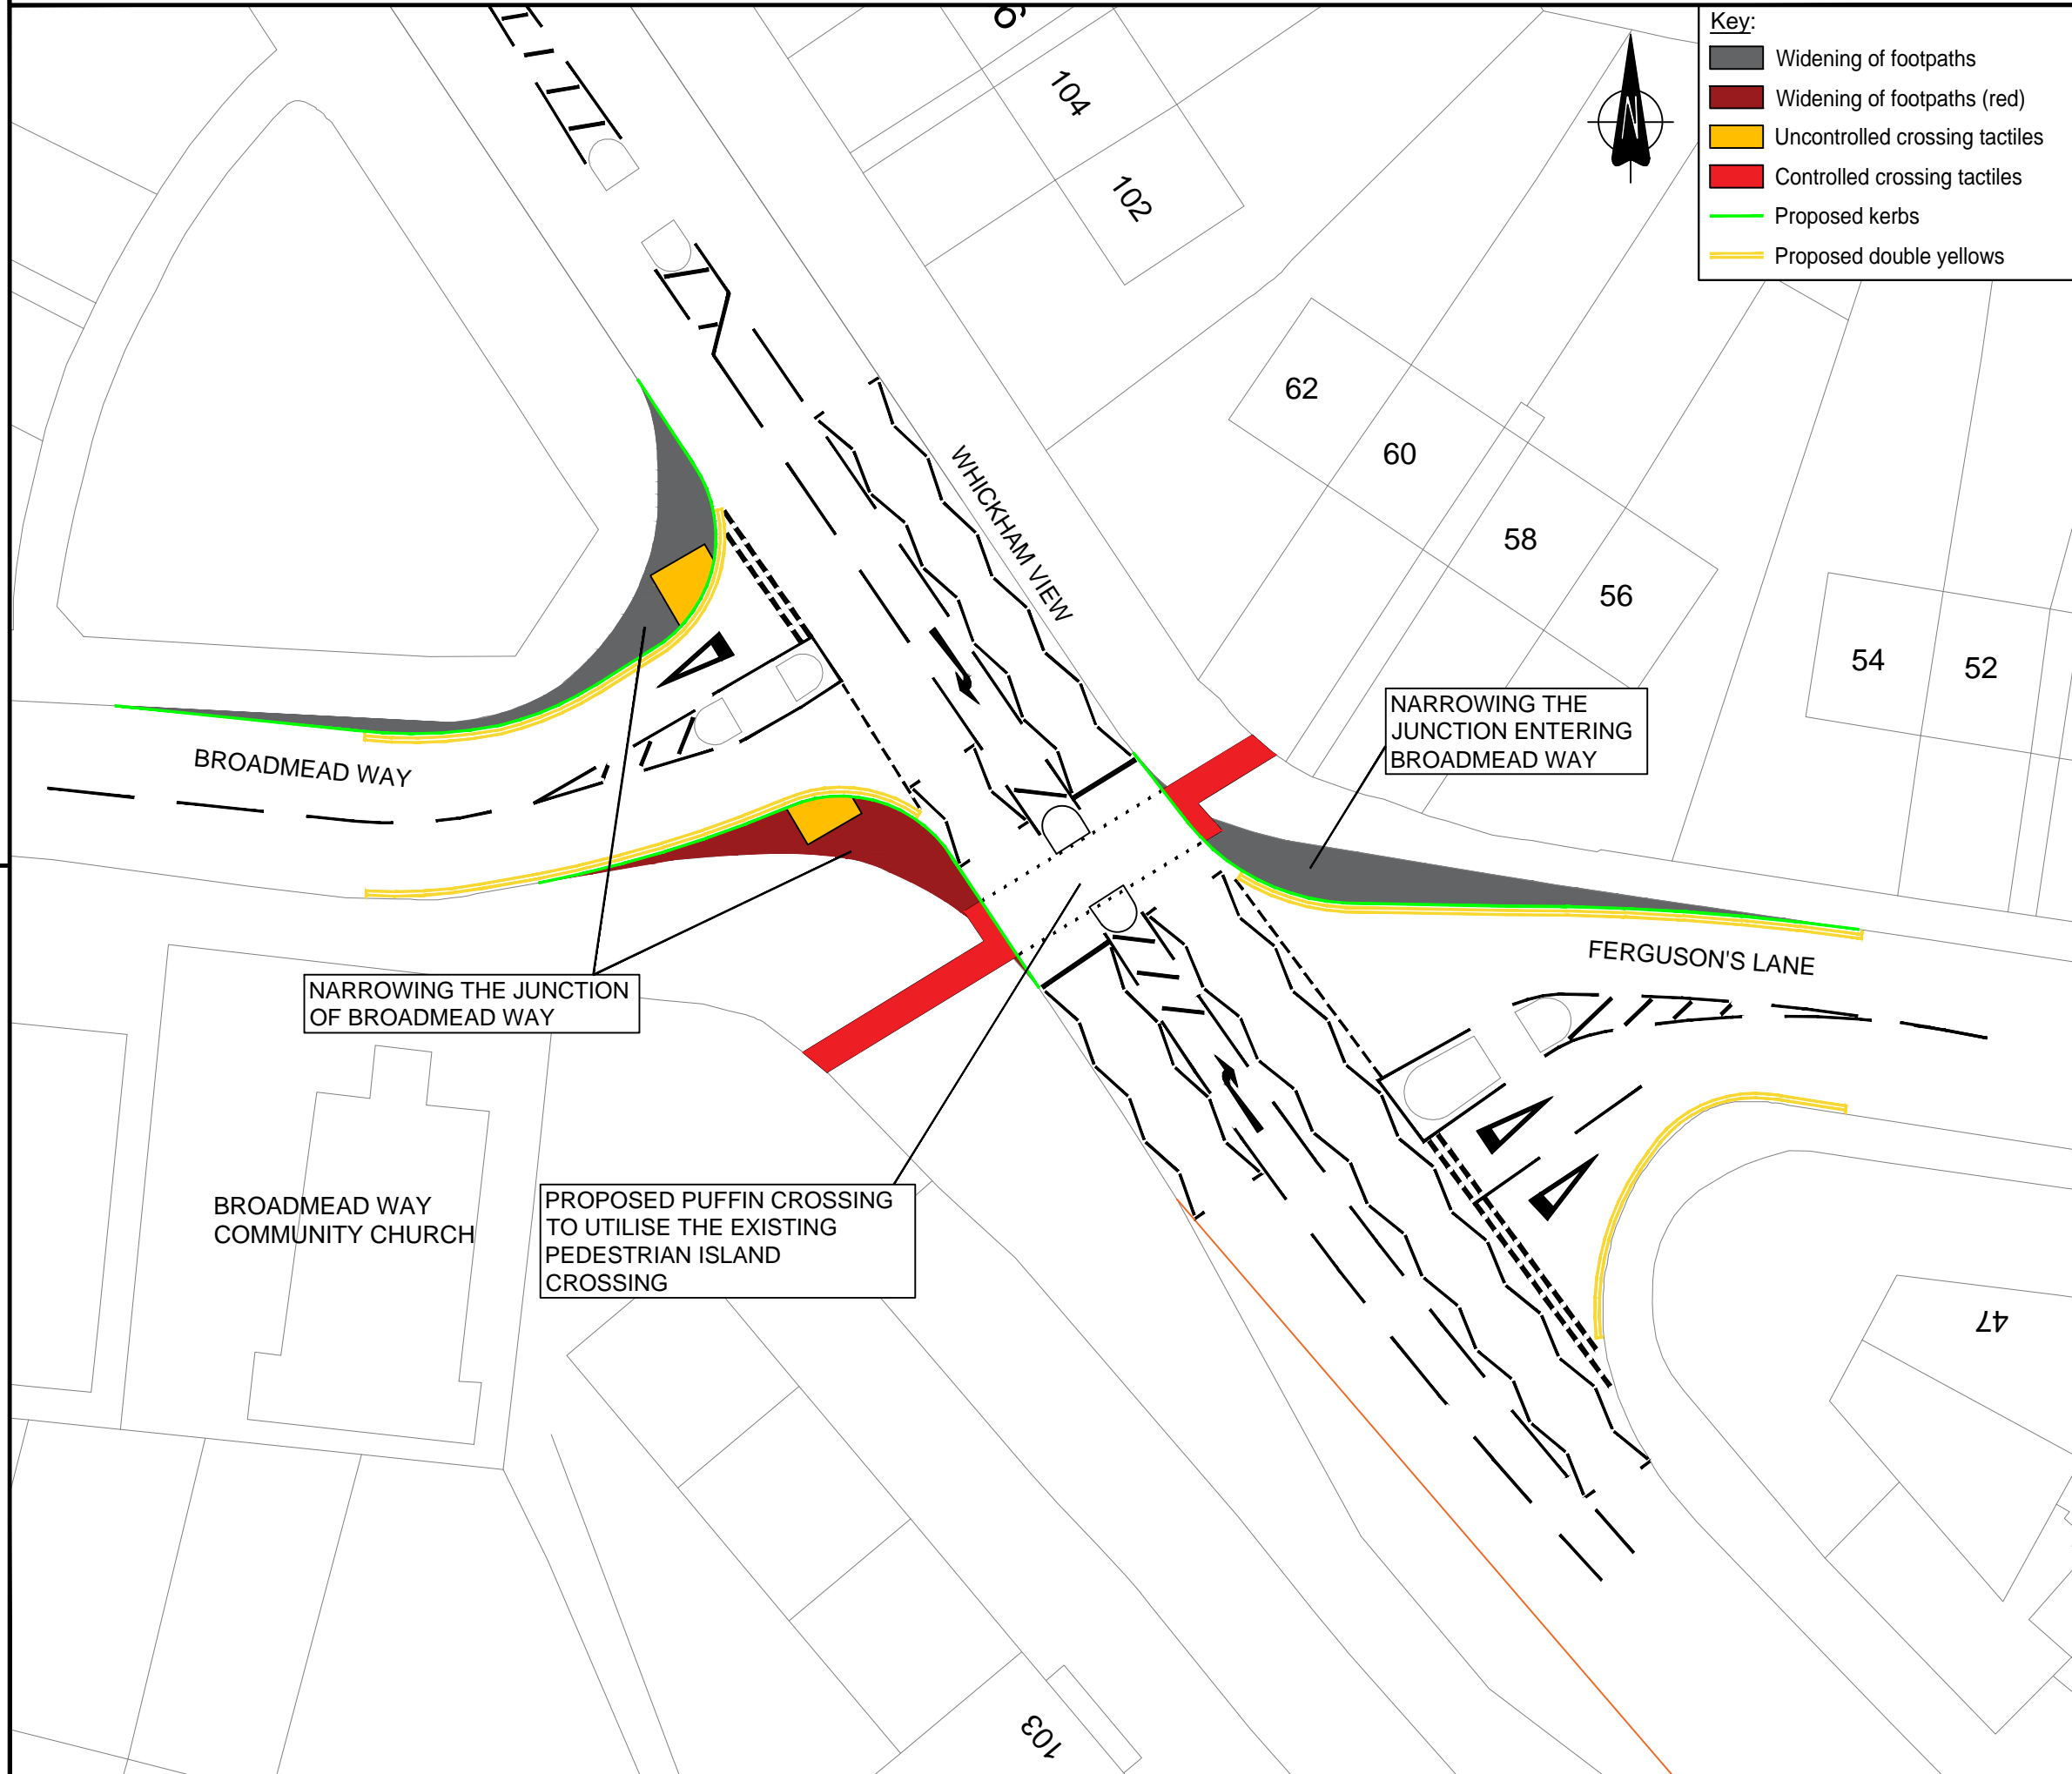 Key:
Widening of footpaths
Widening of footpaths (red)
Uncontrolled crossing tactiles
Controlled crossing tactiles
Proposed kerbs
Proposed double yellows
N
104
102
62
60
58
56
54
52
WHICKHAM VIEW
NARROWING THE
JUNCTION ENTERING
BROADMEAD WAY
BROADMEAD WAY
FERGUSON'S LANE
NARROWING THE JUNCTION
OF BROADMEAD WAY
BROADMEAD WAY
COMMUNITY CHURCH
PROPOSED PUFFIN CROSSING
TO UTILISE THE EXISTING
PEDESTRIAN ISLAND
CROSSING
47
103